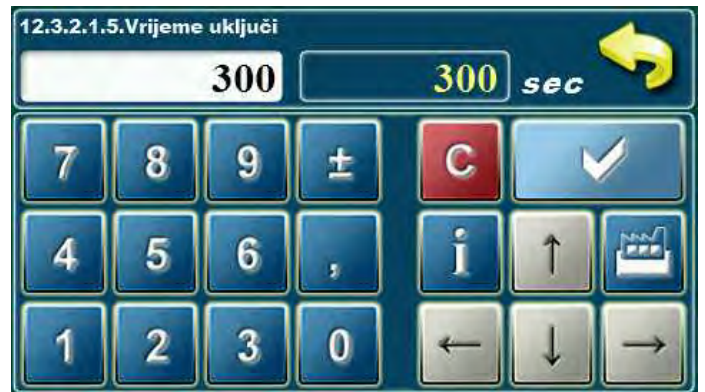 12.3.2.1.5.Vrijeme uključi
300 300 sec
7 8 9 ± C
4 5 6 , i ↑
1 2 3 0 ← ↓ →